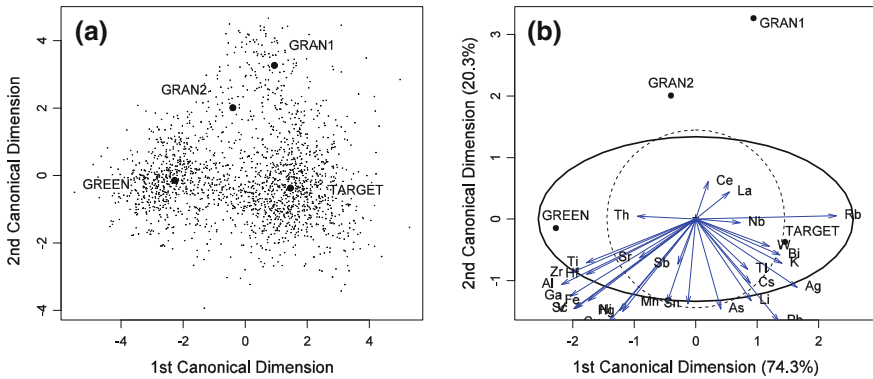 (a)
GRAN1
GRAN2
GREEN
TARGET
2nd Canonical Dimension
4
2
0
-2
-4
-4
-2
0
2
4
1st Canonical Dimension
(b)
GRAN1
GRAN2
GREEN
TARGET
Ce
La
Th
Nb
Rb
W
Bi
K
Tl
Cs
Ag
Li
As
Sb
Sr
Ti
Zr
Hf
Al
Ga
Fe
Sc
Mn
2nd Canonical Dimension (20.3%)
3
2
1
0
-1
-2
-1
0
1
2
1st Canonical Dimension (74.3%)